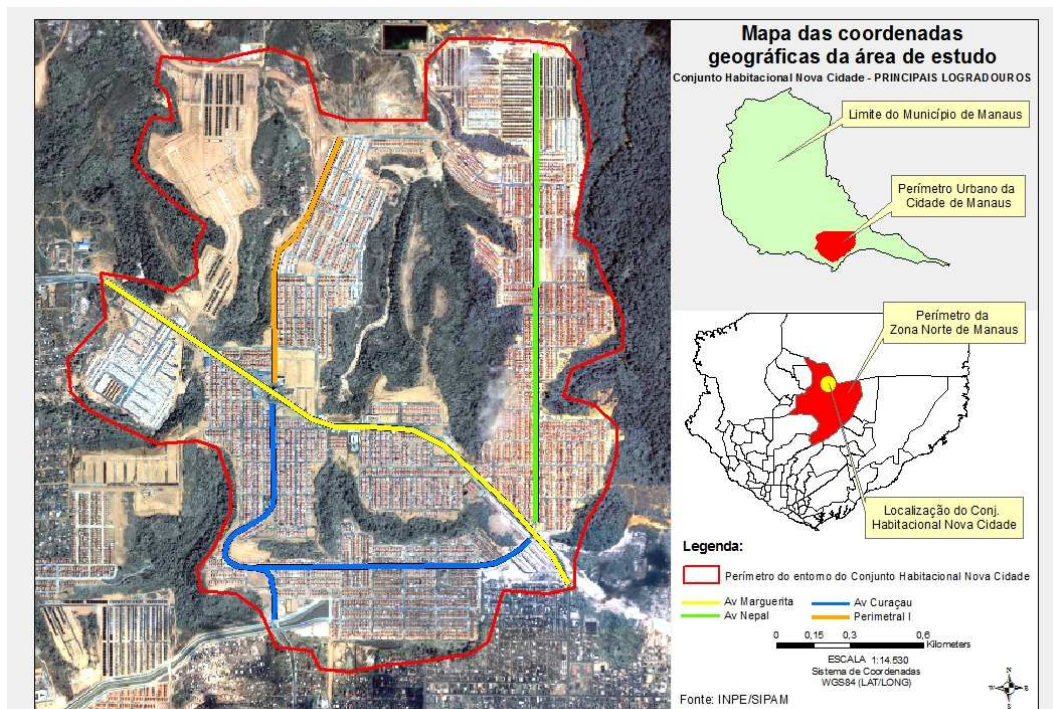 Mapa das coordenadas
geográficas da área de estudo
Conjunto Habitacional Nova Cidade - PRINCIPAIS LOGRADOUROS
Limite do Município de Manaus
Perímetro Urbano da
Cidade de Manaus
Perímetro da
Zona Norte de Manaus
Localização do Conj.
Habitacional Nova Cidade
Legenda:
Perímetro do entorno do Conjunto Habitacional Nova Cidade
Av Marguerita
Av Curaçau
Av Nepal
Perimetral I
0 0,15 0,3 0,6
Kilometers
ESCALA 1:14.530
Sistema de Coordenadas
WGS84 (LAT/LONG)
Fonte: INPE/SIPAM
N
W E
S